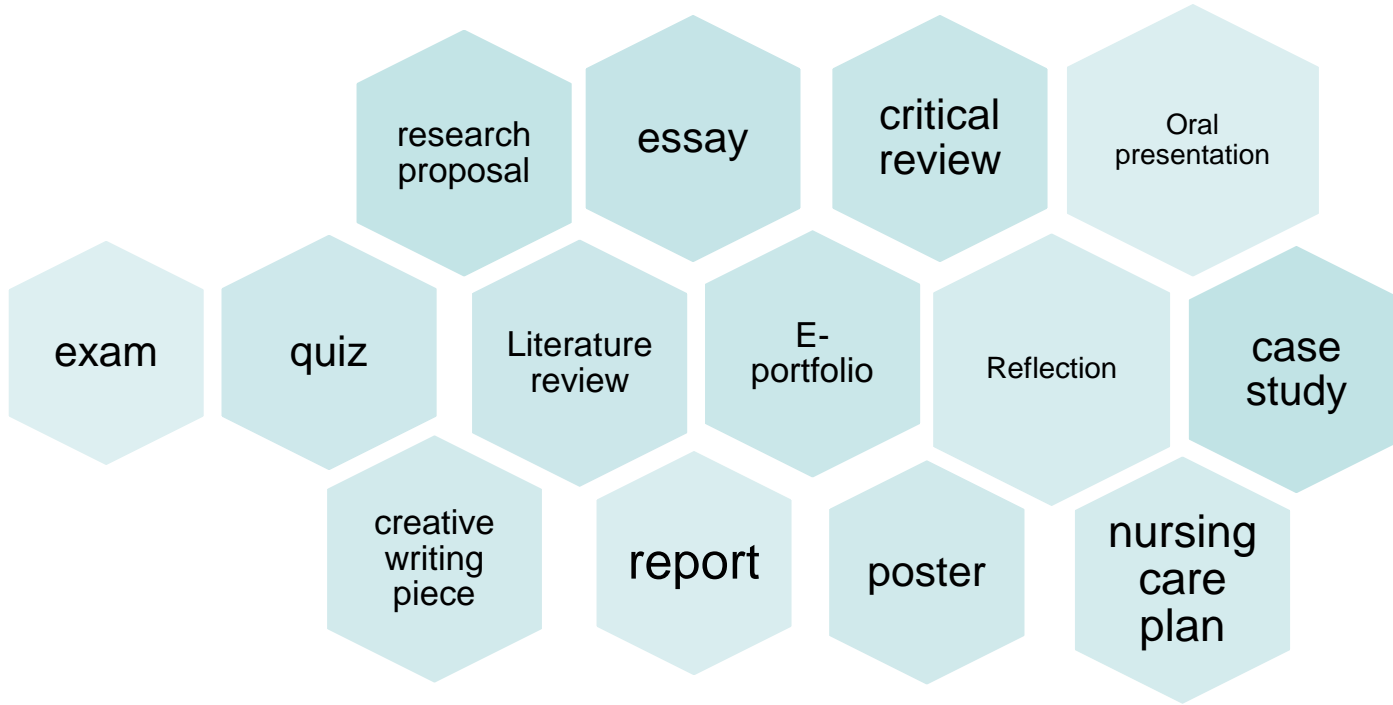 research
proposal
essay
critical
review
Oral
presentation
exam
quiz
Literature
review
E-
portfolio
Reflection
case
study
creative
writing
piece
report
poster
nursing
care
plan